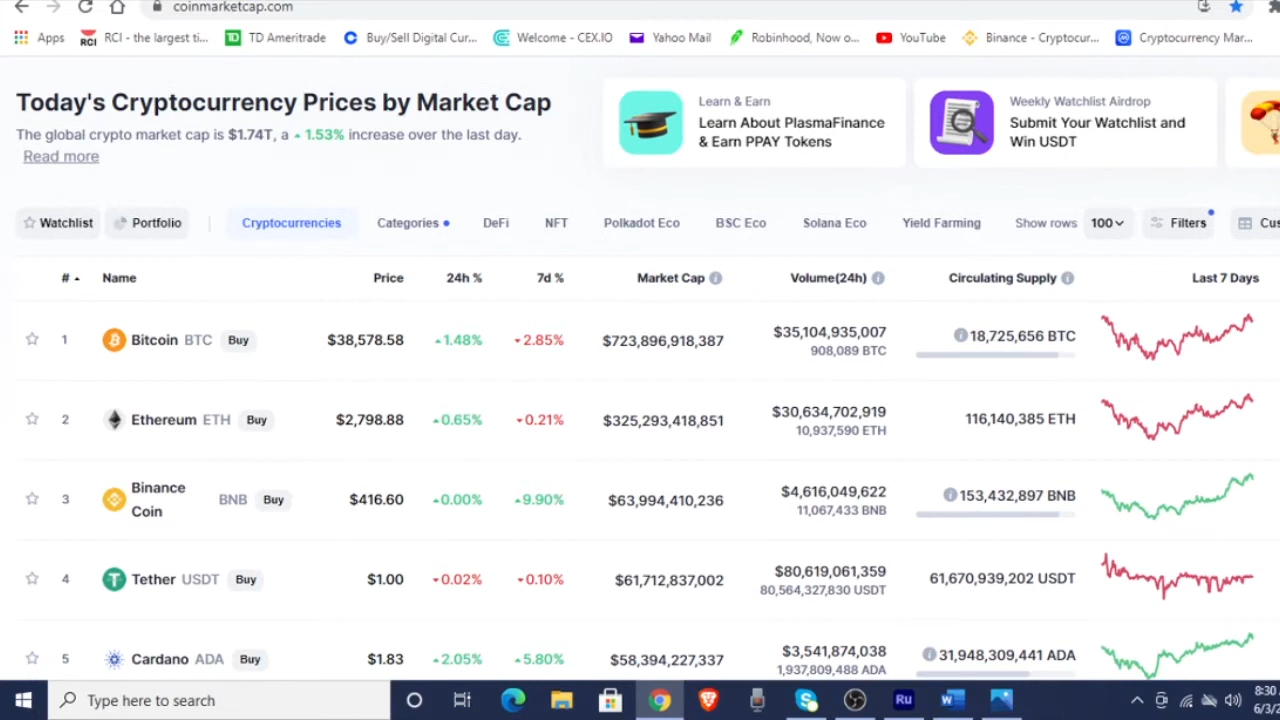 coinmarketcap.com
Apps RCI RCI - the largest ti... TD TD Ameritrade Buy/Sell Digital Cur... Welcome - CEX.IO Yahoo Mail Robinhood, Now o... YouTube Binance - Cryptocur... Cryptocurrency Mar...
Today's Cryptocurrency Prices by Market Cap
The global crypto market cap is $1.74T, a 1.53% increase over the last day.
Read more
Learn & Earn
Learn About PlasmaFinance
& Earn PPAY Tokens
Weekly Watchlist Airdrop
Submit Your Watchlist and
Win USDT
Watchlist Portfolio Cryptocurrencies Categories DeFi NFT Polkadot Eco BSC Eco Solana Eco Yield Farming Show rows 100 Filters Cus
# Name Price 24h % 7d % Market Cap Volume(24h) Circulating Supply Last 7 Days
1 Bitcoin BTC Buy $38,578.58 1.48% 2.85% $723,896,918,387 $35,104,935,007 18,725,656 BTC
908,089 BTC
2 Ethereum ETH Buy $2,798.88 0.65% 0.21% $325,293,418,851 $30,634,702,919 116,140,385 ETH
10,937,590 ETH
3 Binance Coin BNB Buy $416.60 0.00% 9.90% $63,994,410,236 $4,616,049,622 153,432,897 BNB
11,067,433 BNB
4 Tether USDT Buy $1.00 0.02% 0.10% $61,712,837,002 $80,619,061,359 61,670,939,202 USDT
80,564,327,830 USDT
5 Cardano ADA Buy $1.83 2.05% 5.80% $58,394,227,337 $3,541,874,038 31,948,309,441 ADA
1,937,809,488 ADA
Type here to search Ru W 8:30
6/3/2